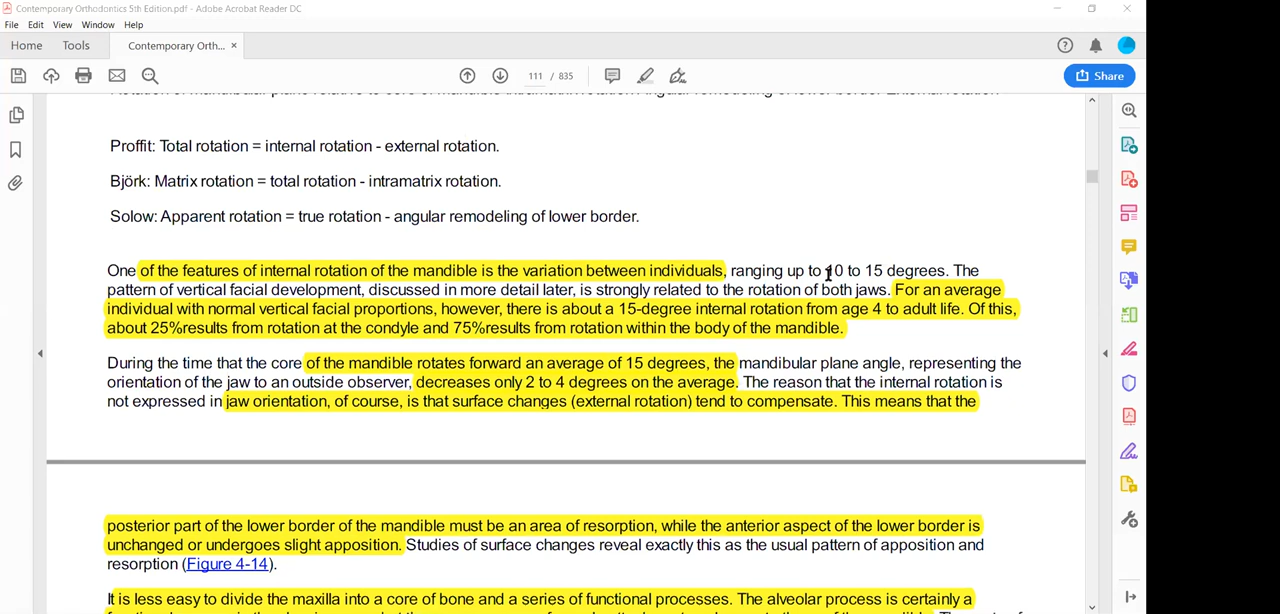 Contemporary Orthodontics 5th Edition.pdf - Adobe Acrobat Reader DC
File Edit View Window Help
Home Tools Contemporary Orth... ×
111 / 835
Share
Proffit: Total rotation = internal rotation - external rotation.
Björk: Matrix rotation = total rotation - intramatrix rotation.
Solow: Apparent rotation = true rotation - angular remodeling of lower border.
One of the features of internal rotation of the mandible is the variation between individuals, ranging up to 10 to 15 degrees. The
pattern of vertical facial development, discussed in more detail later, is strongly related to the rotation of both jaws. For an average
individual with normal vertical facial proportions, however, there is about a 15-degree internal rotation from age 4 to adult life. Of this,
about 25%results from rotation at the condyle and 75%results from rotation within the body of the mandible.
During the time that the core of the mandible rotates forward an average of 15 degrees, the mandibular plane angle, representing the
orientation of the jaw to an outside observer, decreases only 2 to 4 degrees on the average. The reason that the internal rotation is
not expressed in jaw orientation, of course, is that surface changes (external rotation) tend to compensate. This means that the
posterior part of the lower border of the mandible must be an area of resorption, while the anterior aspect of the lower border is
unchanged or undergoes slight apposition. Studies of surface changes reveal exactly this as the usual pattern of apposition and
resorption (Figure 4-14).
It is less easy to divide the maxilla into a core of bone and a series of functional processes. The alveolar process is certainly a